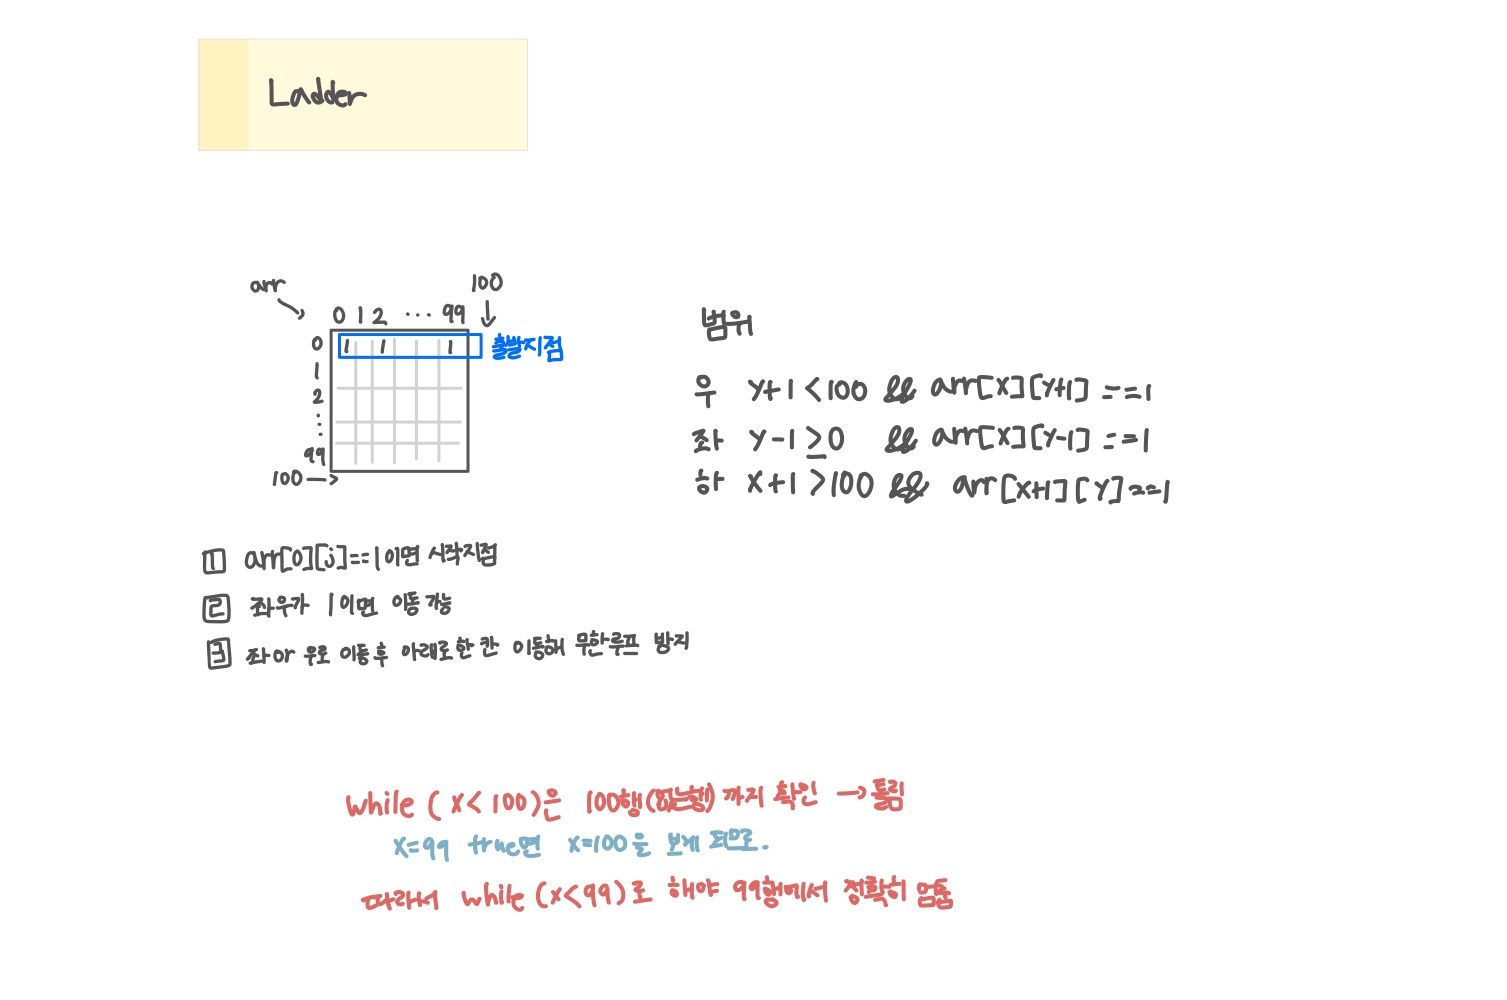 Ladder
arr
100
0 1 2 ... 99
0 1 1 1 출발지점
1
2
:
99
100
범위
우 y+1 < 100 && arr[x][y+1] == 1
좌 y-1 ≥ 0 && arr[x][y-1] == 1
하 x+1 > 100 && arr[x+1][y] == 1
1 arr[0][j]==1이면 시작지점
2 좌우가 1이면 이동 가능
3 좌 or 우로 이동 후 아래로 한 칸 이동해 무한루프 방지
while ( x < 100 )은 100행(없는행) 까지 확인 → 틀림
x=99 true면 x=100을 보게 되므로.
따라서 while (x<99)로 해야 99행에서 정확히 멈춤